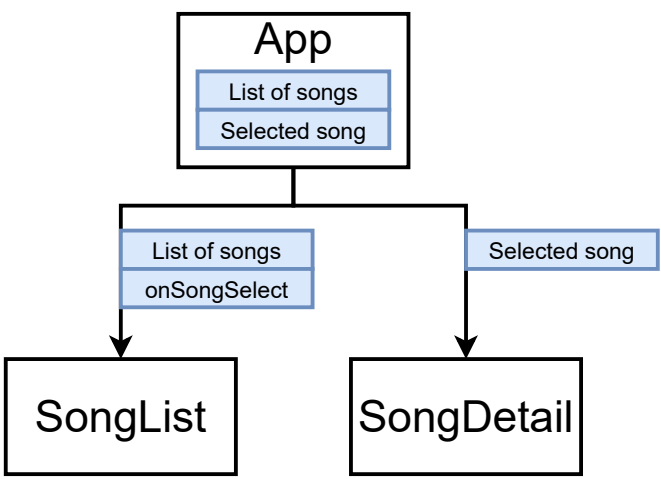 App
List of songs
Selected song
List of songs
onSongSelect
Selected song
SongList
SongDetail